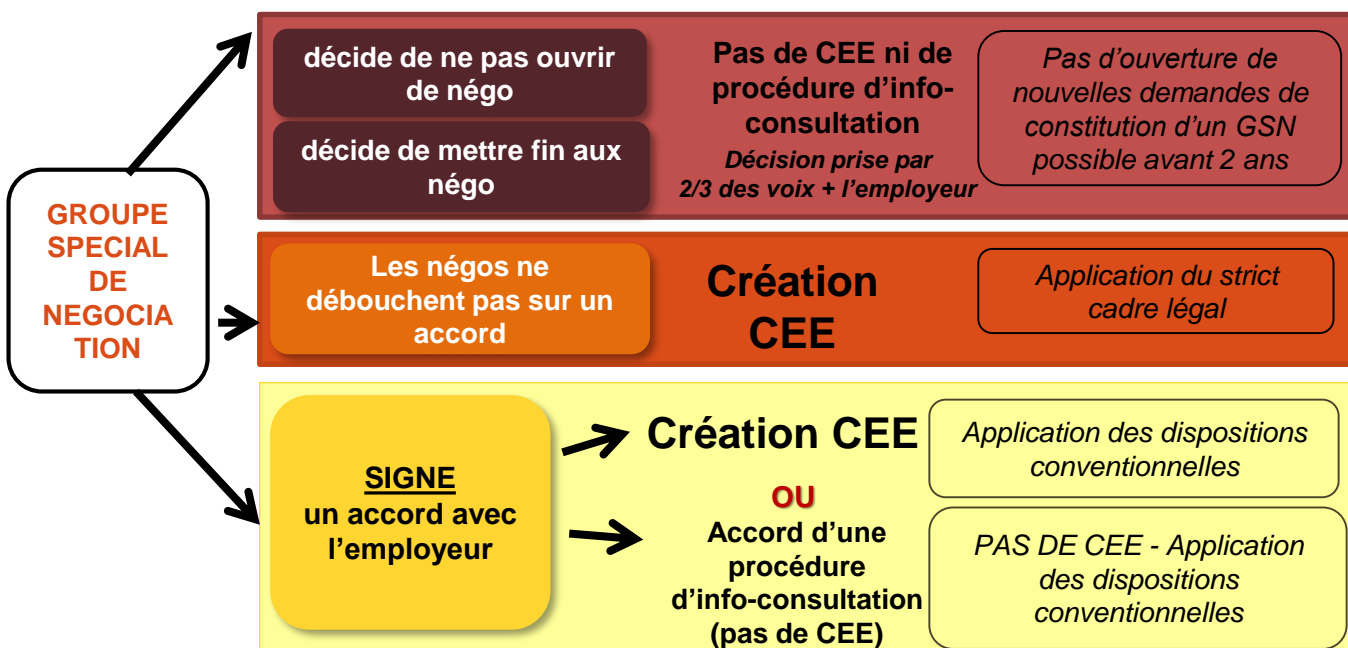 GROUPE
SPECIAL
DE
NEGOCIA
TION
décide de ne pas ouvrir
de négo
décide de mettre fin aux
négo
Pas de CEE ni de
procédure d'info-
consultation
Décision prise par
2/3 des voix + l'employeur
Pas d'ouverture de
nouvelles demandes de
constitution d'un GSN
possible avant 2 ans
Les négos ne
débouchent pas sur un
accord
Création
CEE
Application du strict
cadre légal
SIGNE
un accord avec
l'employeur
Création CEE
Application des dispositions
conventionnelles
OU
Accord d'une
procédure
d'info-consultation
(pas de CEE)
PAS DE CEE - Application
des dispositions
conventionnelles